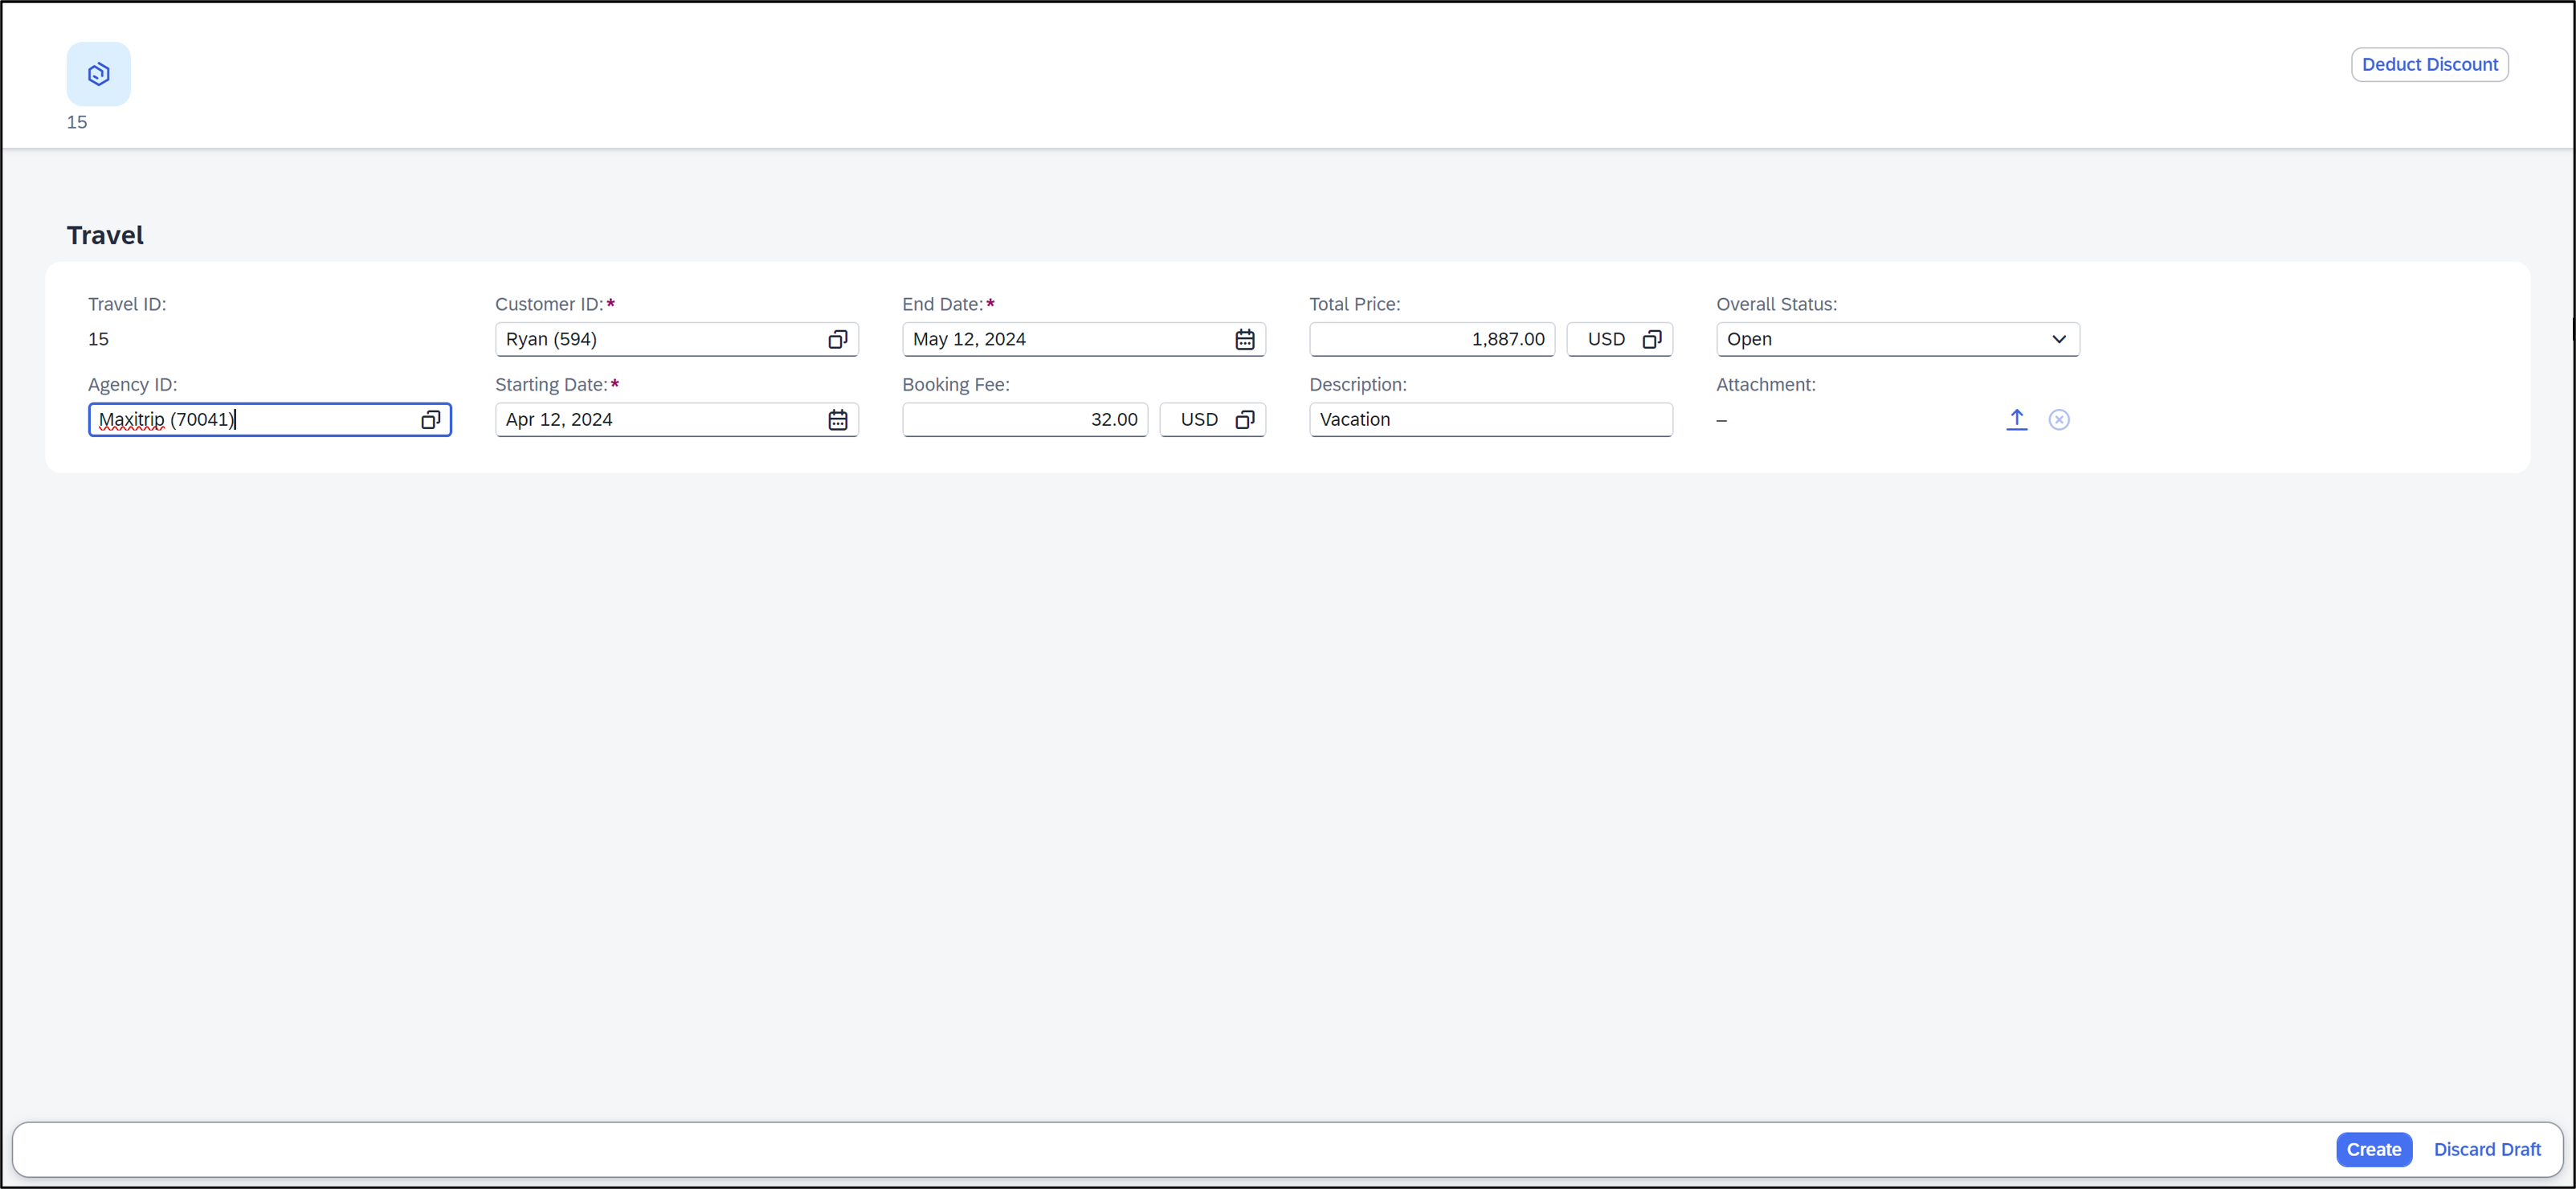 Deduct Discount
15
Travel
Travel ID: Customer ID:* End Date:* Total Price: Overall Status:
15 Ryan (594) May 12, 2024 1,887.00 USD Open
Agency ID: Starting Date:* Booking Fee: Description: Attachment:
Maxitrip (70041) Apr 12, 2024 32.00 USD Vacation –
Create Discard Draft